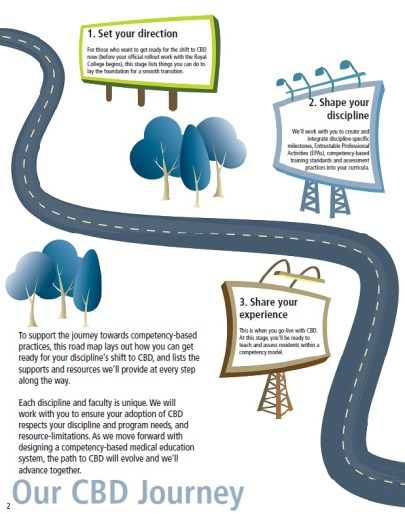 1. Set your direction
For those who want to get ready for the shift to CBD
now (before your official rollout work with the Royal
College begins), this stage lists things you can do to
lay the foundation for a smooth transition.
2. Shape your
discipline
We'll work with you to create and
integrate discipline-specific
milestones, Entrustable Professional
Activities (EPAs), competency-based
training standards and assessment
practices into your curricula.
3. Share your
experience
This is when you go-live with CBD.
At this stage, you'll be ready to
teach and assess residents within a
competency model.
To support the journey towards competency-based
practices, this road map lays out how you can get
ready for your discipline's shift to CBD, and lists the
supports and resources we'll provide at every step
along the way.
Each discipline and faculty is unique. We will
work with you to ensure your adoption of CBD
respects your discipline and program needs, and
resource-limitations. As we move forward with
designing a competency-based medical education
system, the path to CBD will evolve and we'll
advance together.
2
Our CBD Journey